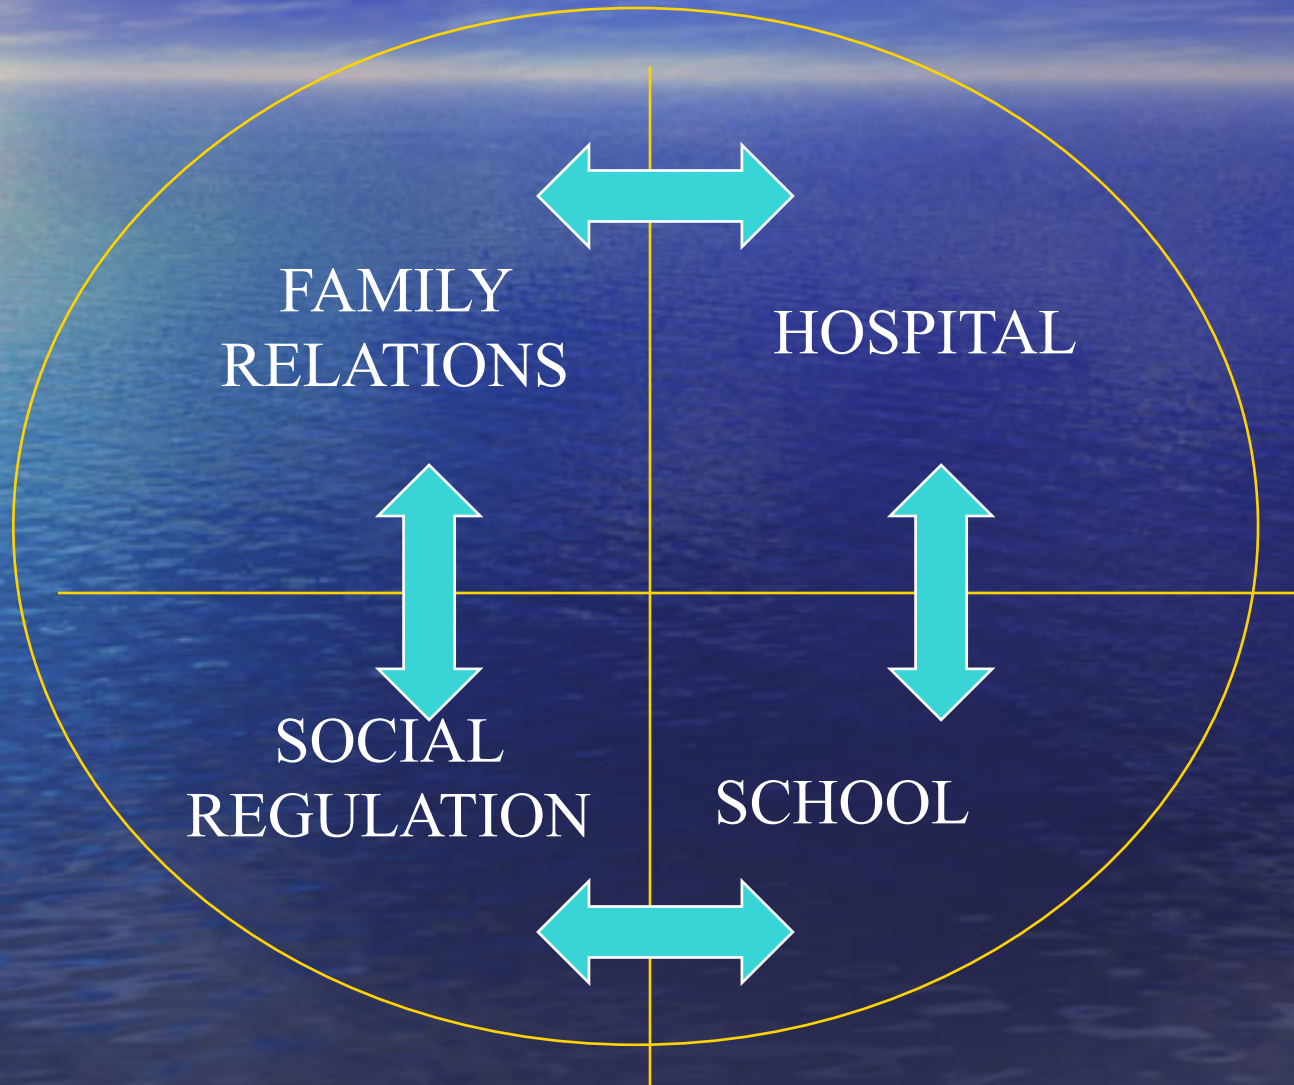 FAMILY
RELATIONS
HOSPITAL
SOCIAL
REGULATION
SCHOOL